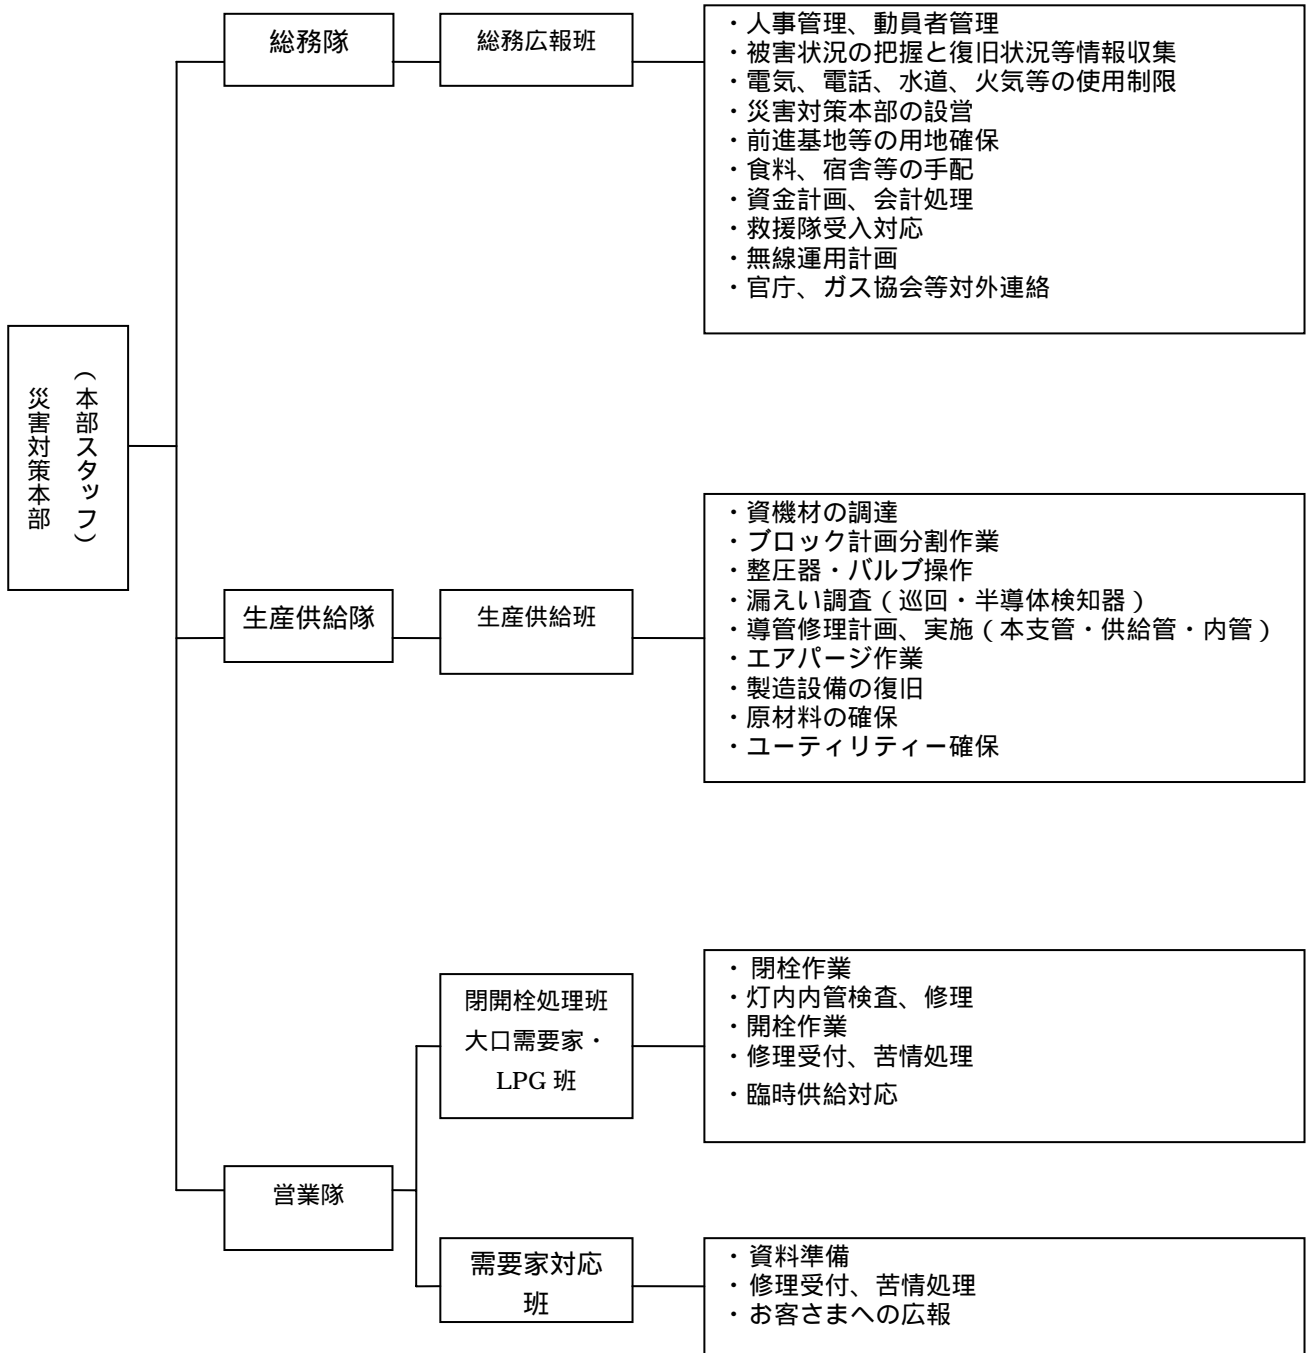 総務隊
総務広報班
・人事管理、動員者管理
・被害状況の把握と復旧状況等情報収集
・電気、電話、水道、火気等の使用制限
・災害対策本部の設営
・前進基地等の用地確保
・食料、宿舎等の手配
・資金計画、会計処理
・救援隊受入対応
・無線運用計画
・官庁、ガス協会等対外連絡
災害対策本部
（本部スタッフ）
生産供給隊
生産供給班
・資機材の調達
・ブロック計画分割作業
・整圧器・バルブ操作
・漏えい調査（巡回・半導体検知器）
・導管修理計画、実施（本支管・供給管・内管）
・エアパージ作業
・製造設備の復旧
・原材料の確保
・ユーティリティー確保
営業隊
閉開栓処理班
大口需要家・
LPG 班
・閉栓作業
・灯内内管検査、修理
・開栓作業
・修理受付、苦情処理
・臨時供給対応
需要家対応
班
・資料準備
・修理受付、苦情処理
・お客さまへの広報